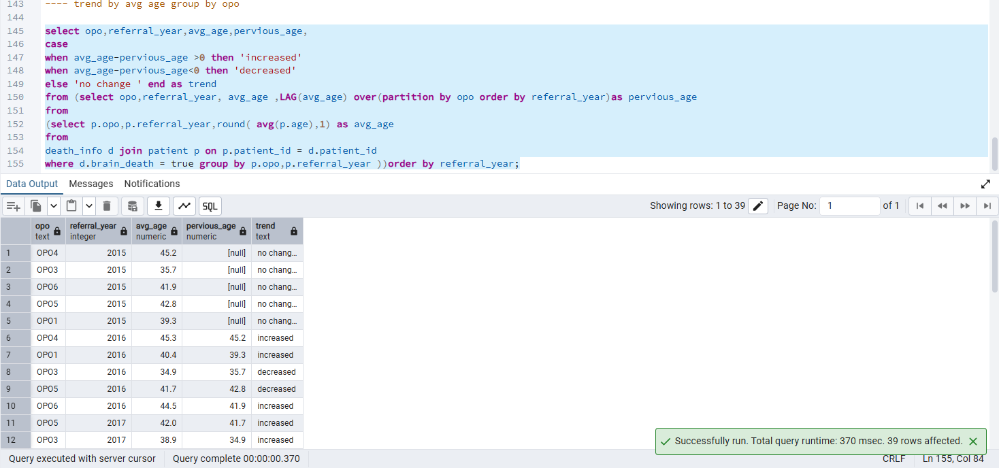 143 ---- trend by avg age group by opo
144
145 select opo,referral_year,avg_age,pervious_age,
146 case
147 when avg_age-pervious_age >0 then 'increased'
148 when avg_age-pervious_age<0 then 'decreased'
149 else 'no change ' end as trend
150 from (select opo,referral_year, avg_age ,LAG(avg_age) over(partition by opo order by referral_year)as pervious_age
151 from
152 (select p.opo,p.referral_year,round( avg(p.age),1) as avg_age
153 from
154 death_info d join patient p on p.patient_id = d.patient_id
155 where d.brain_death = true group by p.opo,p.referral_year ))order by referral_year;
Data Output Messages Notifications
SQL Showing rows: 1 to 39 Page No: 1 of 1
opo referral_year avg_age pervious_age trend
text integer numeric numeric text
1 OPO4 2015 45.2 [null] no chang...
2 OPO3 2015 35.7 [null] no chang...
3 OPO6 2015 41.9 [null] no chang...
4 OPO5 2015 42.8 [null] no chang...
5 OPO1 2015 39.3 [null] no chang...
6 OPO4 2016 45.3 45.2 increased
7 OPO1 2016 40.4 39.3 increased
8 OPO3 2016 34.9 35.7 decreased
9 OPO5 2016 41.7 42.8 decreased
10 OPO6 2016 44.5 41.9 increased
11 OPO5 2017 42.0 41.7 increased
12 OPO3 2017 38.9 34.9 increased
Successfully run. Total query runtime: 370 msec. 39 rows affected.
Query executed with server cursor Query complete 00:00:00.370 CRLF Ln 155, Col 84